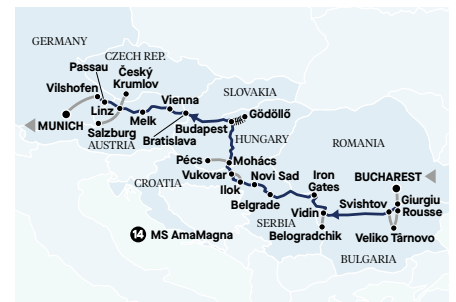 GERMANY
CZECH REP.
Passau
Český
Krumlov
Vilshofen
Linz
Vienna
SLOVAKIA
Gödöllő
MUNICH
Salzburg
Melk
AUSTRIA
Bratislava
Budapest
HUNGARY
ROMANIA
Pécs
Mohács
Vukovar
Novi Sad
Iron
Gates
BUCHAREST
CROATIA
Ilok
Belgrade
Svishtov
Giurgiu
Rousse
Vidin
SERBIA
14 MS AmaMagna
Belogradchik
Veliko Târnovo
BULGARIA